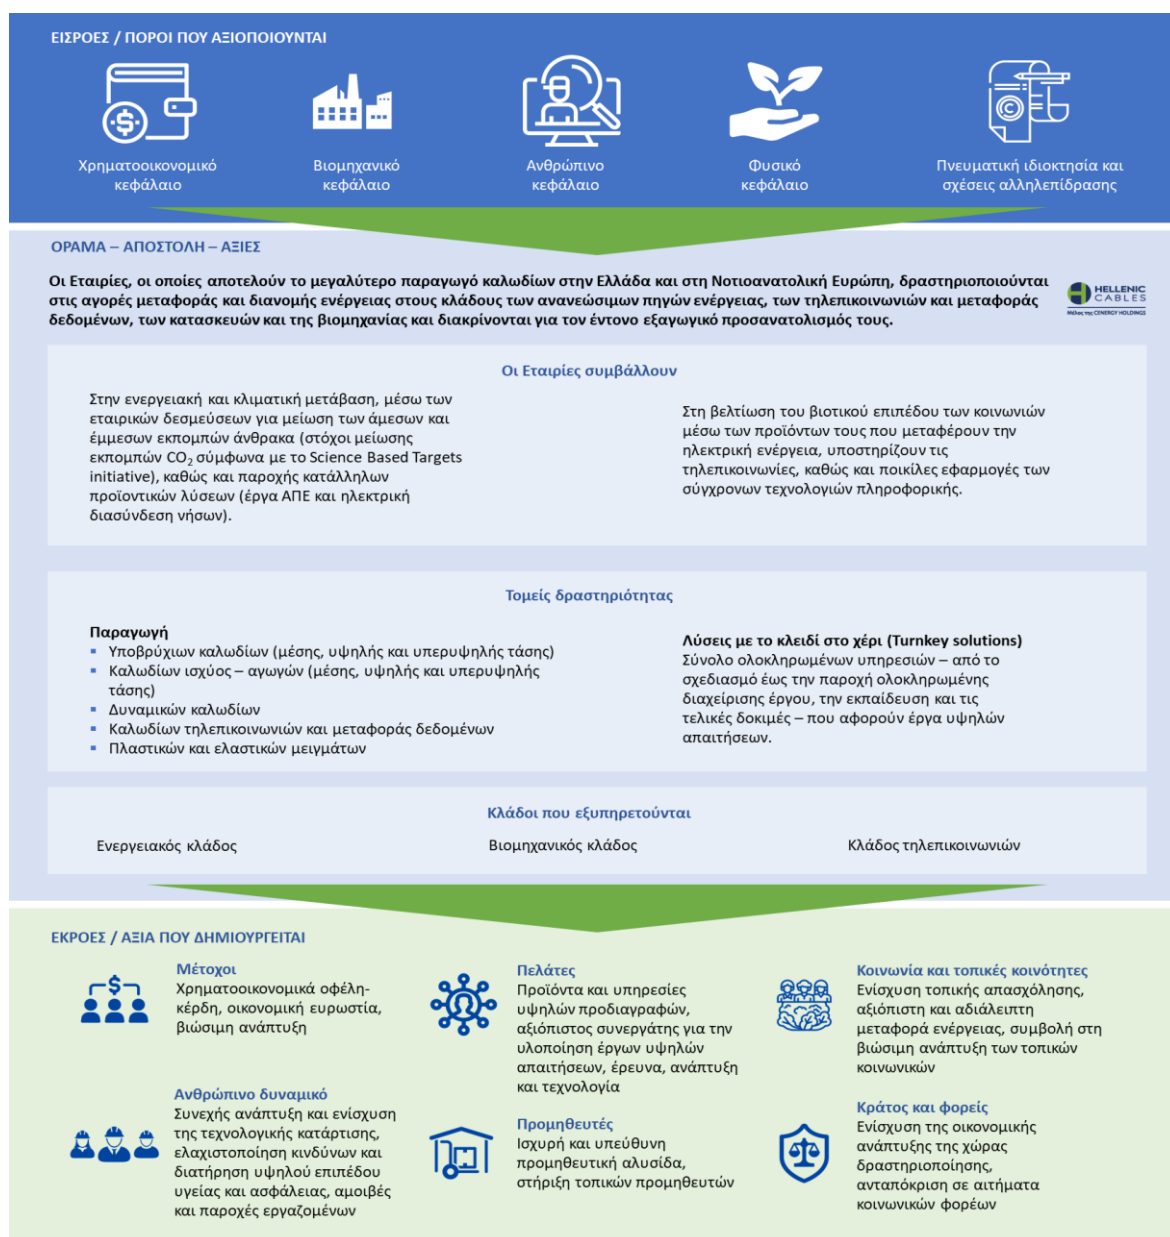 ΕΙΣΡΟΕΣ / ΠΟΡΟΙ ΠΟΥ ΑΞΙΟΠΟΙΟΥΝΤΑΙ
Χρηματοοικονομικό
κεφάλαιο
Βιομηχανικό
κεφάλαιο
Ανθρώπινο
κεφάλαιο
Φυσικό
κεφάλαιο
Πνευματική ιδιοκτησία και
σχέσεις αλληλεπίδρασης
ΟΡΑΜΑ – ΑΠΟΣΤΟΛΗ – ΑΞΙΕΣ
Οι Εταιρίες, οι οποίες αποτελούν το μεγαλύτερο παραγωγό καλωδίων στην Ελλάδα και στη Νοτιοανατολική Ευρώπη, δραστηριοποιούνται
στις αγορές μεταφοράς και διανομής ενέργειας στους κλάδους των ανανεώσιμων πηγών ενέργειας, των τηλεπικοινωνιών και μεταφοράς
δεδομένων, των κατασκευών και της βιομηχανίας και διακρίνονται για τον έντονο εξαγωγικό προσανατολισμός τους.
HELLENIC
CABLES
Μέλος της CENERGY HOLDINGS
Οι Εταιρίες συμβάλλουν
Στην ενεργειακή και κλιματική μετάβαση, μέσω των
εταιρικών δεσμεύσεων για μείωση των άμεσων και
έμμεσων εκπομπών άνθρακα (στόχοι μείωσης
εκπομπών CO₂ σύμφωνα με το Science Based Targets
initiative), καθώς και παροχής κατάλληλων
προϊοντικών λύσεων (έργα ΑΠΕ και ηλεκτρική
διασύνδεση νήσων).
Στη βελτίωση του βιοτικού επιπέδου των κοινωνιών
μέσω των προϊόντων τους που μεταφέρουν την
ηλεκτρική ενέργεια, υποστηρίζουν τις
τηλεπικοινωνίες, καθώς και ποικίλες εφαρμογές των
σύγχρονων τεχνολογιών πληροφορικής.
Τομείς δραστηριότητας
Παραγωγή
▪ Υποβρύχιων καλωδίων (μέσης, υψηλής και υπερυψηλής τάσης)
▪ Καλωδίων ισχύος – αγωγών (μέσης, υψηλής και υπερυψηλής
τάσης)
▪ Δυναμικών καλωδίων
▪ Καλωδίων τηλεπικοινωνιών και μεταφοράς δεδομένων
▪ Πλαστικών και ελαστικών μειγμάτων
Λύσεις με το κλειδί στο χέρι (Turnkey solutions)
Σύνολο ολοκληρωμένων υπηρεσιών – από το
σχεδιασμό έως την παροχή ολοκληρωμένης
διαχείρισης έργου, την εκπαίδευση και τις
τελικές δοκιμές – που αφορούν έργα υψηλών
απαιτήσεων.
Κλάδοι που εξυπηρετούνται
Ενεργειακός κλάδος
Βιομηχανικός κλάδος
Κλάδος τηλεπικοινωνιών
ΕΚΡΟΕΣ / ΑΞΙΑ ΠΟΥ ΔΗΜΙΟΥΡΓΕΙΤΑΙ
Μέτοχοι
Χρηματοοικονομικά οφέλη-
κέρδη, οικονομική ευρωστία,
βιώσιμη ανάπτυξη
Πελάτες
Προϊόντα και υπηρεσίες
υψηλών προδιαγραφών,
αξιόπιστος συνεργάτης για την
υλοποίηση έργων υψηλών
απαιτήσεων, έρευνα, ανάπτυξη
και τεχνολογία
Κοινωνία και τοπικές κοινότητες
Ενίσχυση τοπικής απασχόλησης,
αξιόπιστη και αδιάλειπτη
μεταφορά ενέργειας, συμβολή στη
βιώσιμη ανάπτυξη των τοπικών
κοινωνικών
Ανθρώπινο δυναμικό
Συνεχής ανάπτυξη και ενίσχυση
της τεχνολογικής κατάρτισης,
ελαχιστοποίηση κινδύνων και
διατήρηση υψηλού επιπέδου
υγείας και ασφάλειας, αμοιβές
και παροχές εργαζομένων
Προμηθευτές
Ισχυρή και υπεύθυνη
προμηθευτική αλυσίδα,
στήριξη τοπικών προμηθευτών
Κράτος και φορείς
Ενίσχυση της οικονομικής
ανάπτυξης της χώρας
δραστηριοποίησης,
ανταπόκριση σε αιτήματα
κοινωνικών φορέων